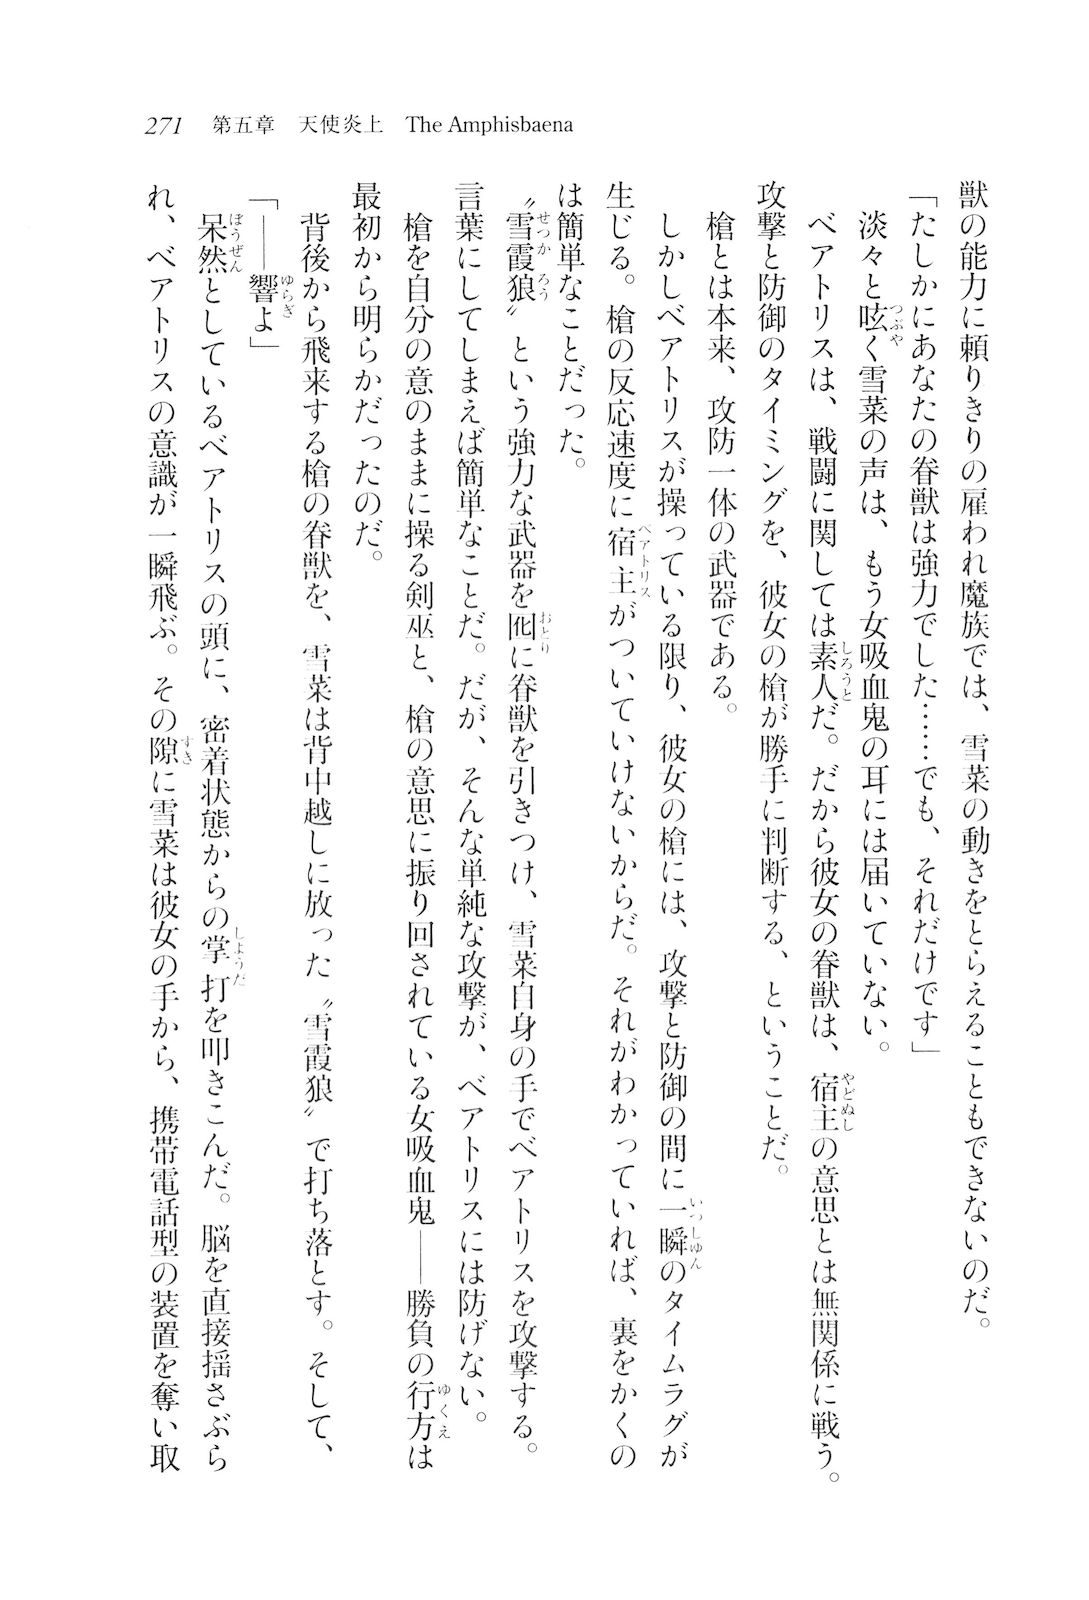 271　第五章　天使炎上　The Amphisbaena
獣の能力に頼りきりの雇われ魔族では、雪菜の動きをとらえることもできないのだ。
「たしかにあなたの眷獣は強力でした……でも、それだけです」
　淡々と呟く雪菜の声は、もう女吸血鬼の耳には届いていない。
　ベアトリスは、戦闘に関しては素人だ。だから彼女の眷獣は、宿主の意思とは無関係に戦う。
攻撃と防御のタイミングを、彼女の槍が勝手に判断する、ということだ。
　槍とは本来、攻防一体の武器である。
　しかしベアトリスが操っている限り、彼女の槍には、攻撃と防御の間に一瞬のタイムラグが
生じる。槍の反応速度に宿主がついていけないからだ。それがわかっていれば、裏をかくの
は簡単なことだった。
　〝雪霞狼〟という強力な武器を囮に眷獣を引きつけ、雪菜自身の手でベアトリスを攻撃する。
言葉にしてしまえば簡単なことだ。だが、そんな単純な攻撃が、ベアトリスには防げない。
　槍を自分の意のままに操る剣巫と、槍の意思に振り回されている女吸血鬼――勝負の行方は
最初から明らかだったのだ。
　背後から飛来する槍の眷獣を、雪菜は背中越しに放った〝雪霞狼〟で打ち落とす。そして、
「――響よ」
　呆然としているベアトリスの頭に、密着状態からの掌打を叩きこんだ。脳を直接揺さぶら
れ、ベアトリスの意識が一瞬飛ぶ。その隙に雪菜は彼女の手から、携帯電話型の装置を奪い取